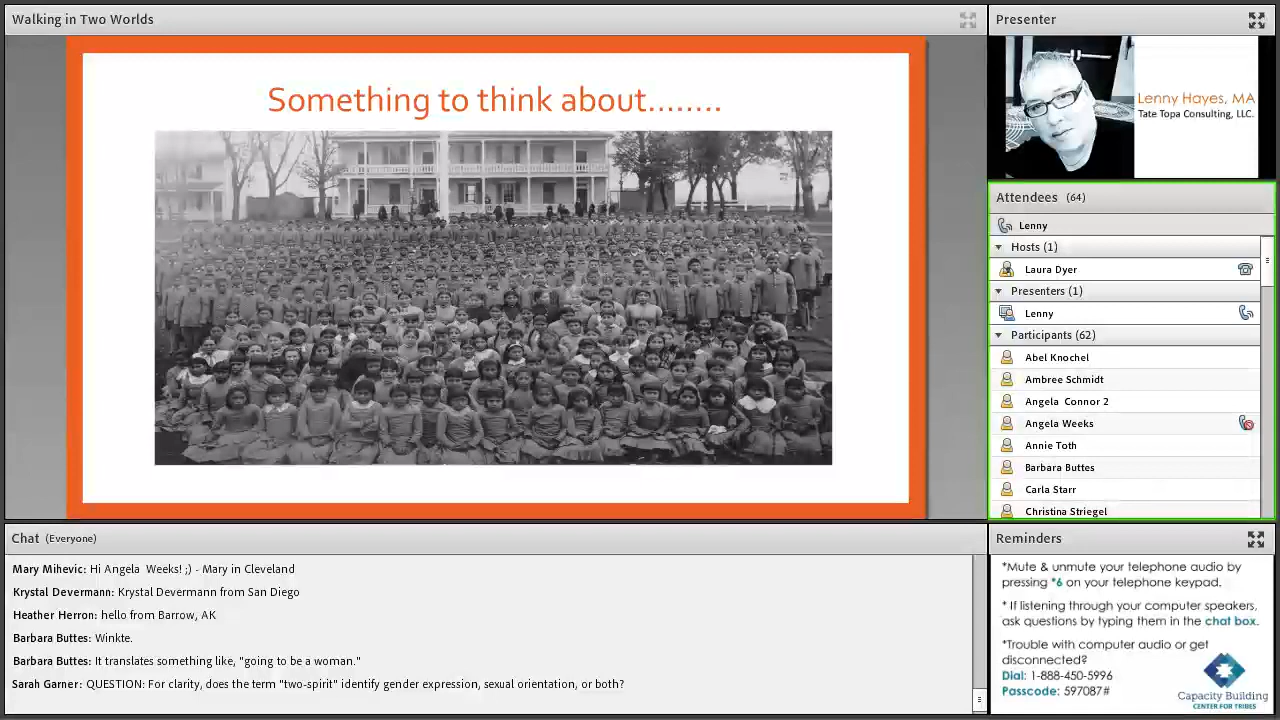 Walking in Two Worlds
Something to think about........
Presenter
Lenny Hayes, MA
Tate Topa Consulting, LLC.
Attendees (64)
Lenny
Hosts (1)
Laura Dyer
Presenters (1)
Lenny
Participants (62)
Abel Knochel
Ambree Schmidt
Angela Connor 2
Angela Weeks
Annie Toth
Barbara Buttes
Carla Starr
Christina Striegel
Chat (Everyone)
Mary Mihevic: Hi Angela Weeks! ;) - Mary in Cleveland
Krystal Devermann: Krystal Devermann from San Diego
Heather Herron: hello from Barrow, AK
Barbara Buttes: Winkte.
Barbara Buttes: It translates something like, "going to be a woman."
Sarah Garner: QUESTION: For clarity, does the term "two-spirit" identify gender expression, sexual orientation, or both?
Reminders
*Mute & unmute your telephone audio by
pressing *6 on your telephone keypad.
* If listening through your computer speakers,
ask questions by typing them in the chat box.
*Trouble with computer audio or get
disconnected?
Dial: 1-888-450-5996
Passcode: 597087#
Capacity Building
CENTER FOR TRIBES